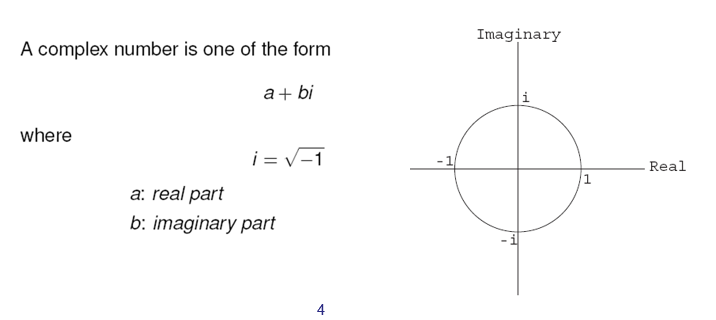 A complex number is one of the form
a + bi
where
i = √−1
a: real part
b: imaginary part
Imaginary
i
-1
Real
1
-i
4